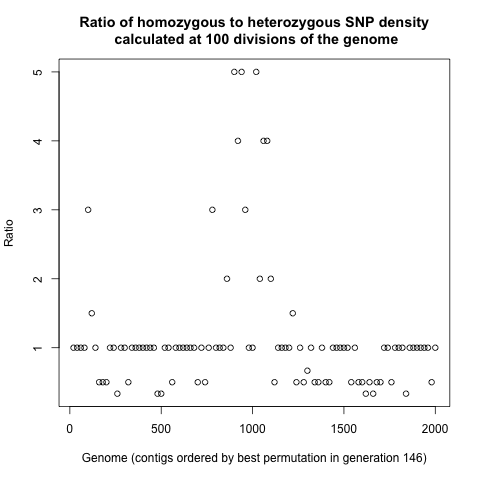 Ratio of homozygous to heterozygous SNP density
calculated at 100 divisions of the genome
5
4
3
2
1
Ratio
0 500 1000 1500 2000
Genome (contigs ordered by best permutation in generation 146)